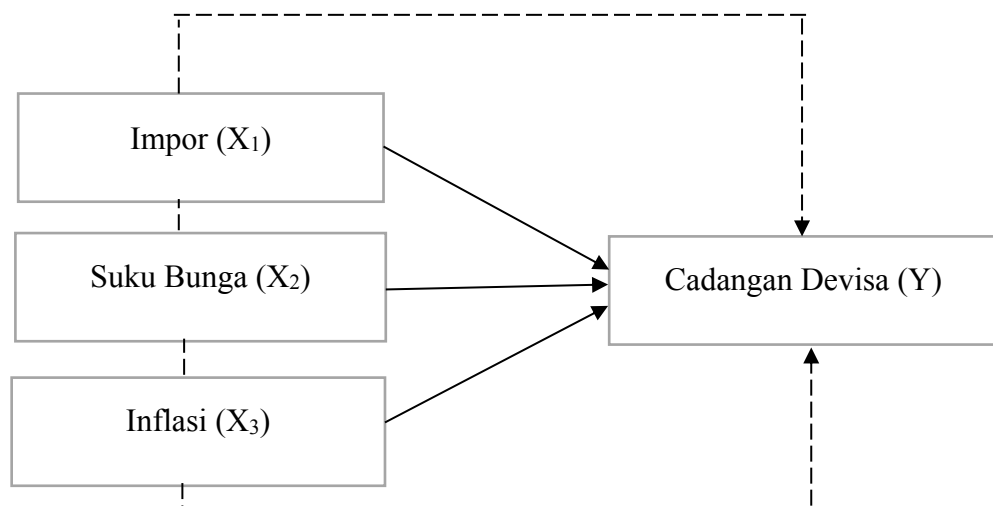 Impor (X₁)
Suku Bunga (X₂)
Cadangan Devisa (Y)
Inflasi (X₃)